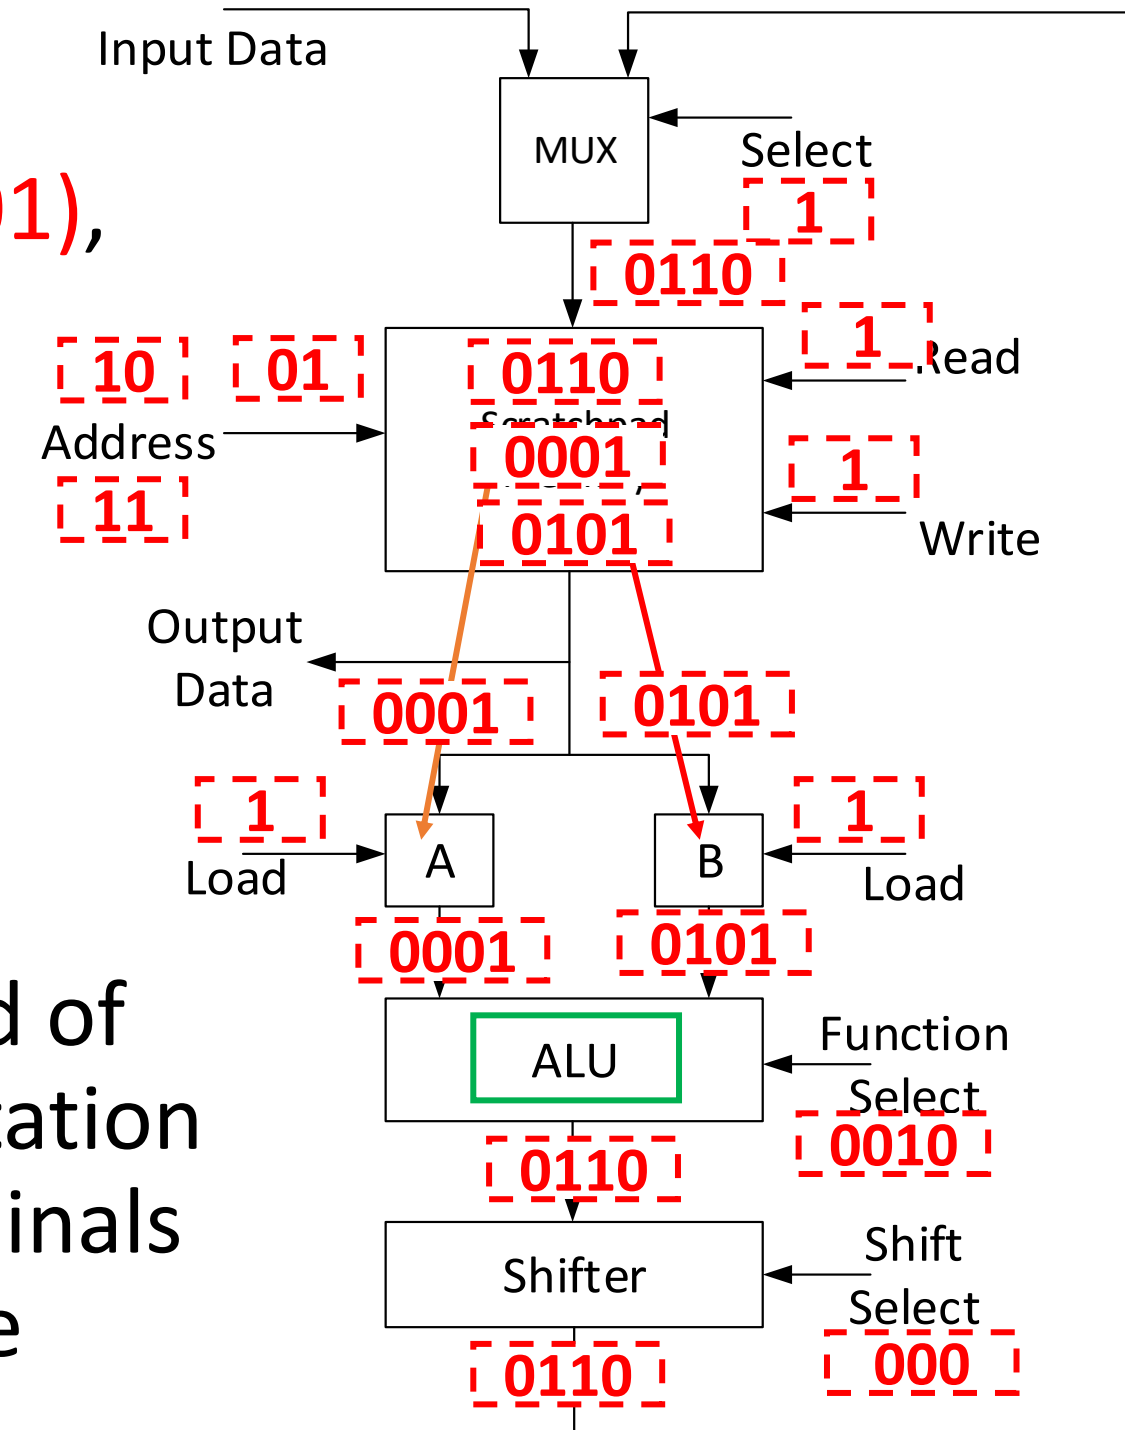 Input Data
MUX
Select
1
01),
0110
10
01
0110
1
Read
Address
0001
1
11
0101
Write
Output
Data
0001
0101
1
1
Load
A
B
Load
0001
0101
d of
ALU
Function
Select
tation
0010
0110
inals
Shifter
Shift
Select
e
0110
000